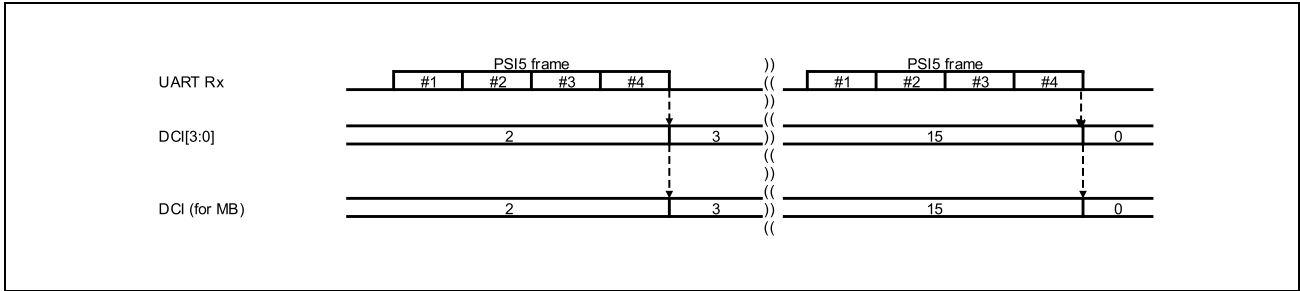 PSI5 frame PSI5 frame
UART Rx #1 #2 #3 #4 #1 #2 #3 #4
DCI[3:0] 2 3 15 0
DCI (for MB) 2 3 15 0